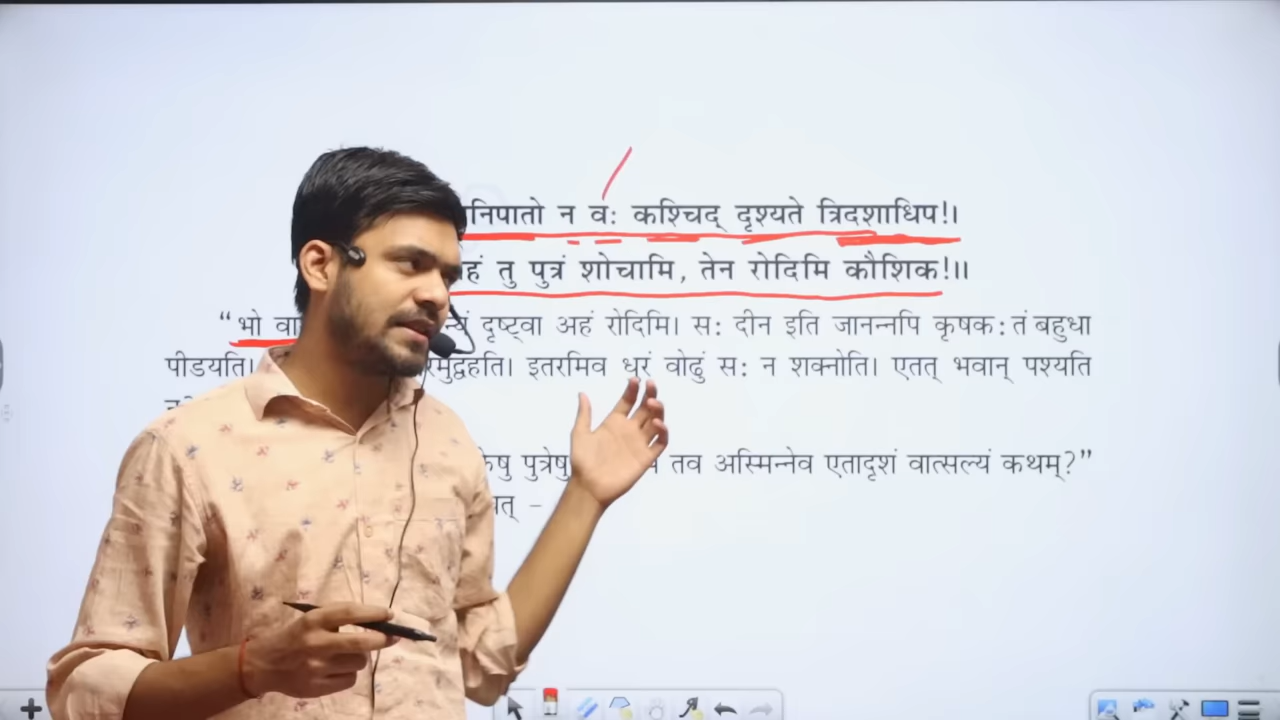 निपातो न वः कश्चिद् दृश्यते त्रिदशाधिप!।
हं तु पुत्रं शोचामि, तेन रोदिमि कौशिक!।।
“भो वा न्यं दृष्ट्वा अहं रोदिमि। सः दीन इति जानन्नपि कृषकः तं बहुधा
पीडयति। रमुद्वहति। इतरमिव धुरं वोढुं सः न शक्नोति। एतत् भवान् पश्यति
केषु पुत्रेषु तव अस्मिन्नेव एतादृशं वात्सल्यं कथम्?”
त् –